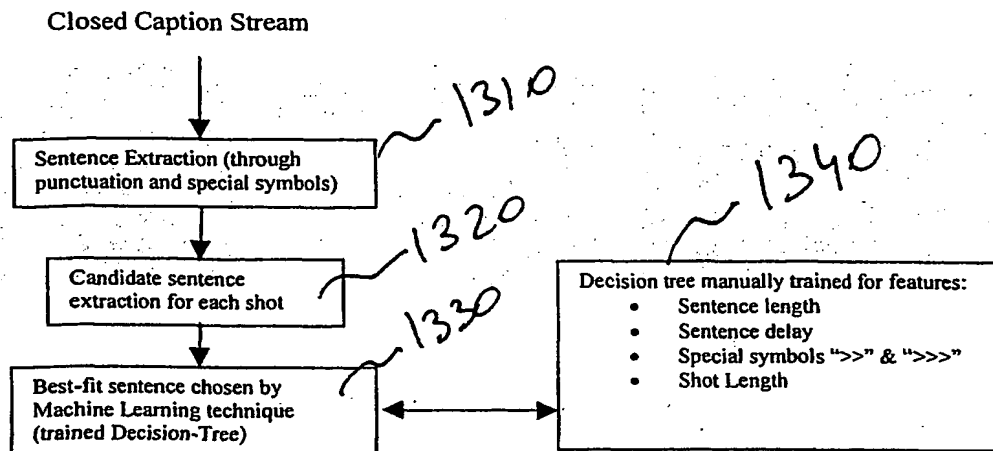 Closed Caption Stream
1310
Sentence Extraction (through
punctuation and special symbols)
1320
Candidate sentence
extraction for each shot
1330
Best-fit sentence chosen by
Machine Learning technique
(trained Decision-Tree)
1340
Decision tree manually trained for features:
• Sentence length
• Sentence delay
• Special symbols “>>” & “>>>”
• Shot Length